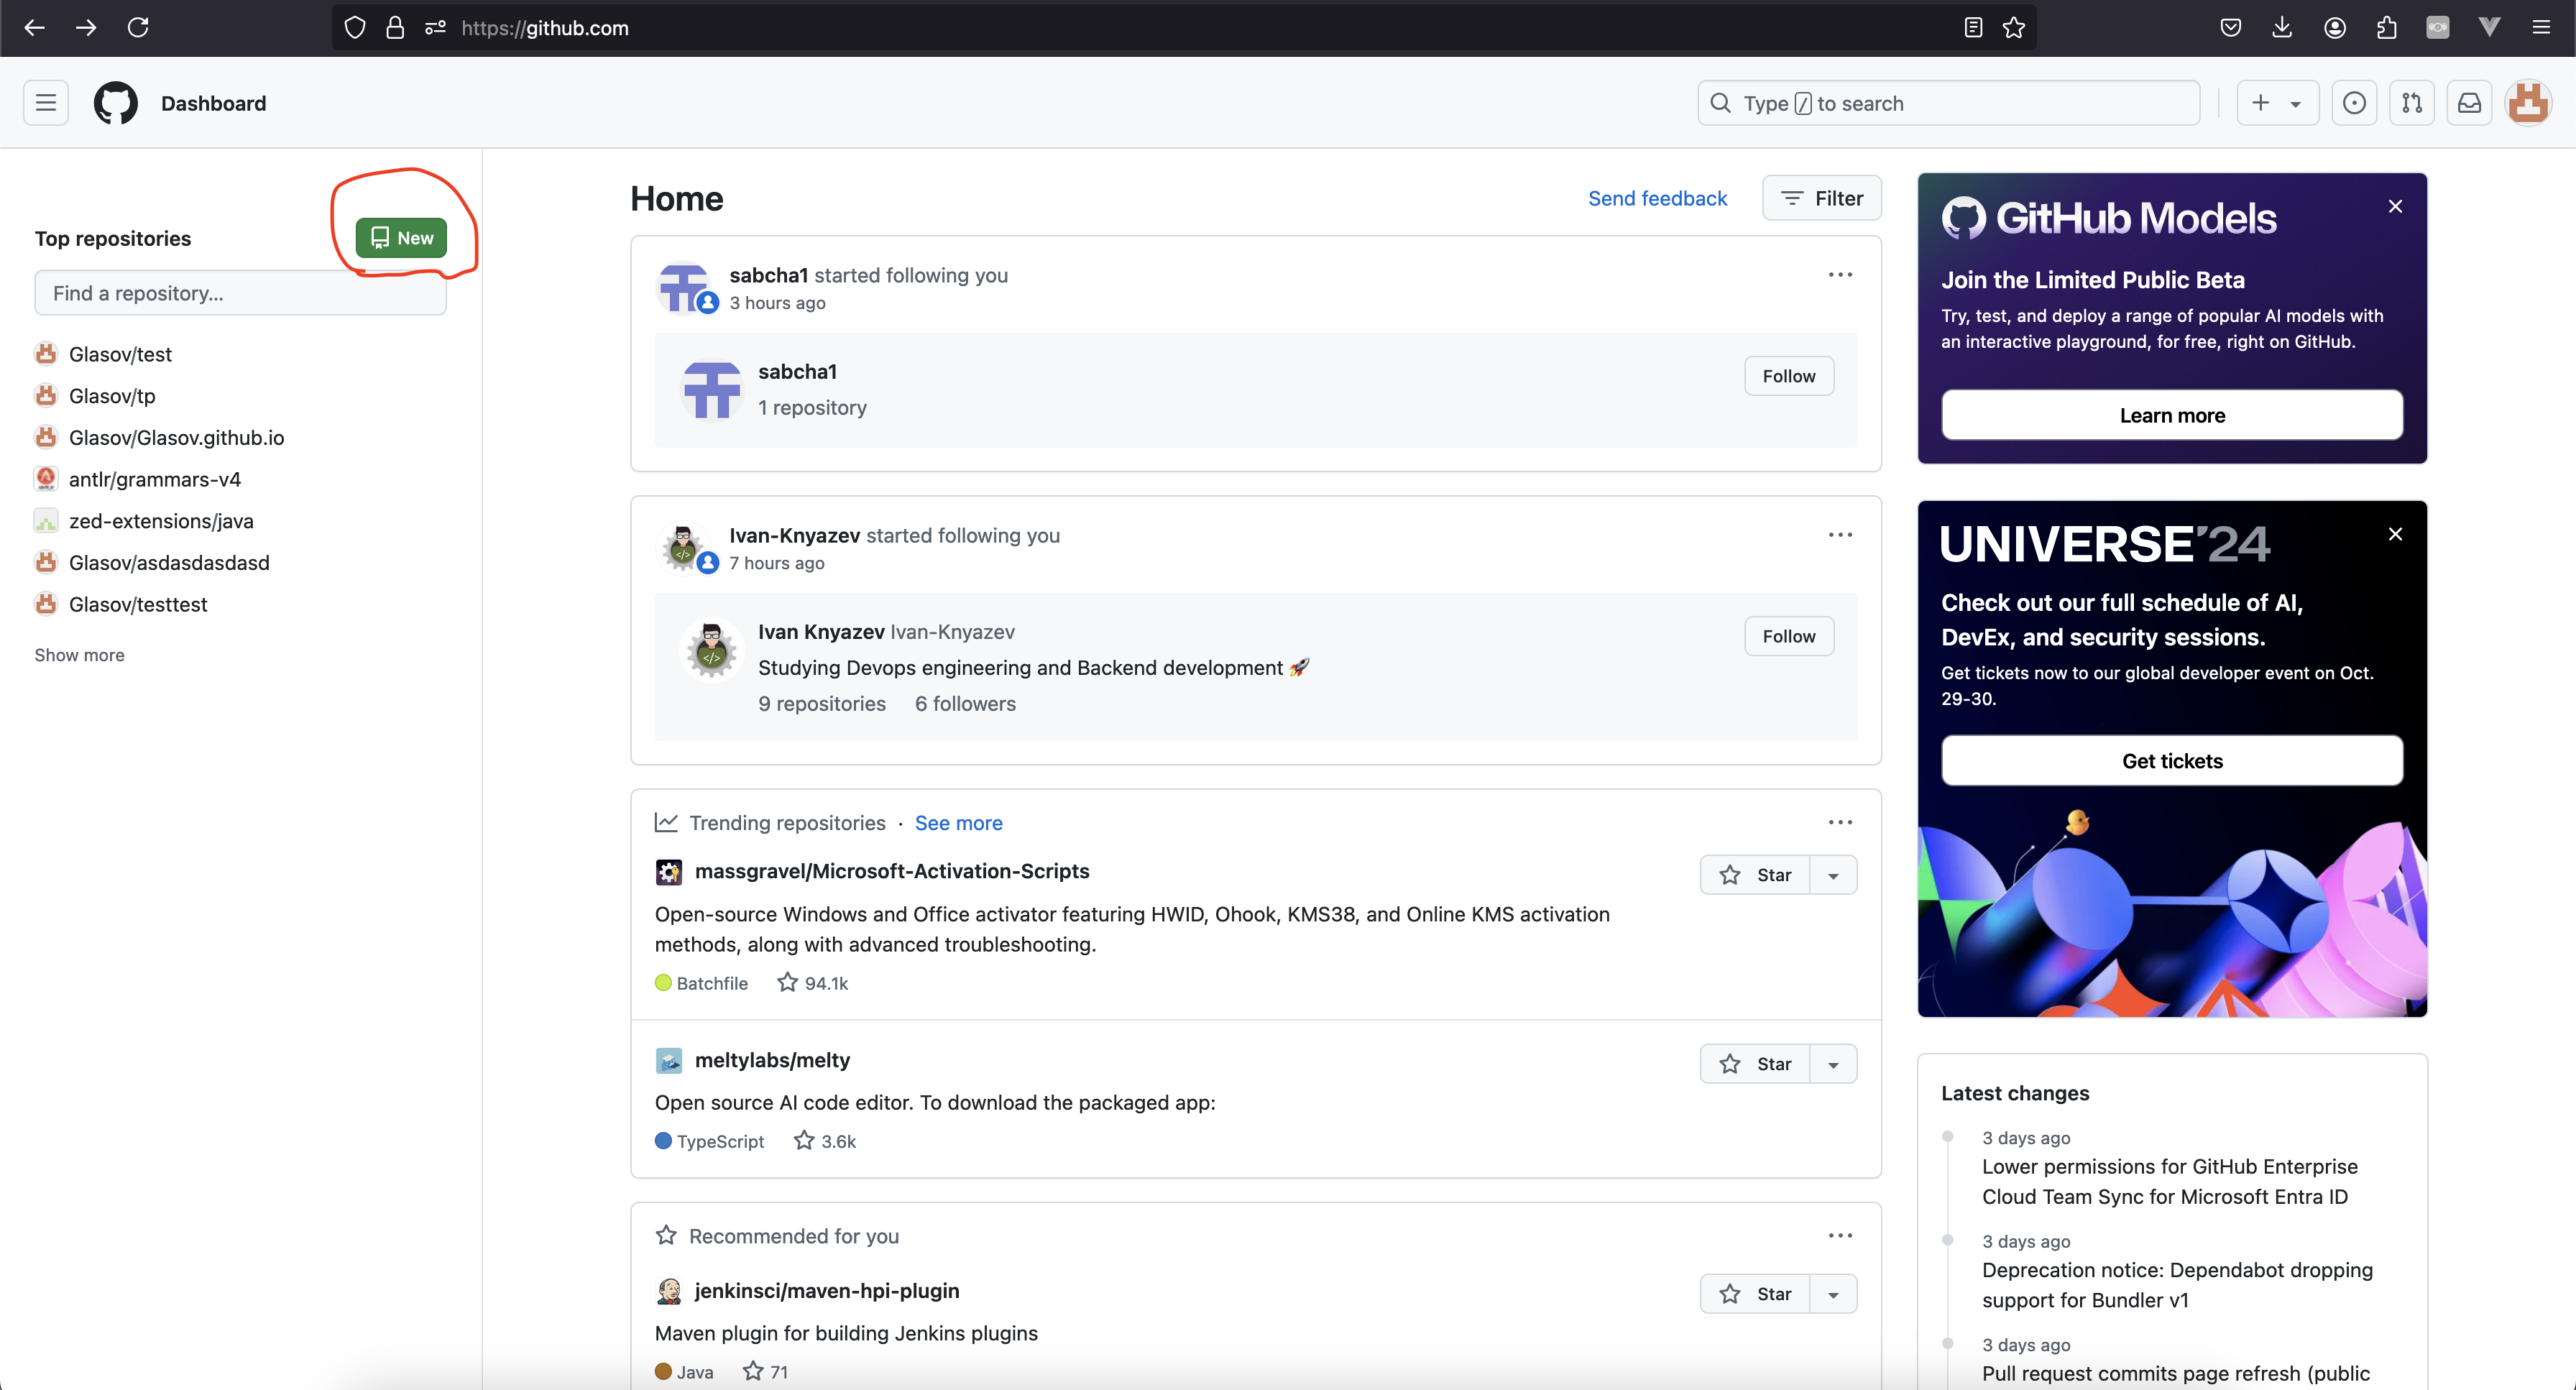 https://github.com
Dashboard
Type / to search
Top repositories
New
Find a repository...
Glasov/test
Glasov/tp
Glasov/Glasov.github.io
antlr/grammars-v4
zed-extensions/java
Glasov/asdasdasdasd
Glasov/testtest
Show more
Home
Send feedback
Filter
sabcha1 started following you
3 hours ago
sabcha1
1 repository
Follow
Ivan-Knyazev started following you
7 hours ago
Ivan Knyazev Ivan-Knyazev
Studying Devops engineering and Backend development 🚀
9 repositories 6 followers
Follow
Trending repositories · See more
massgravel/Microsoft-Activation-Scripts
Star
Open-source Windows and Office activator featuring HWID, Ohook, KMS38, and Online KMS activation
methods, along with advanced troubleshooting.
Batchfile 94.1k
meltylabs/melty
Star
Open source AI code editor. To download the packaged app:
TypeScript 3.6k
Recommended for you
jenkinsci/maven-hpi-plugin
Star
Maven plugin for building Jenkins plugins
Java 71
GitHub Models
Join the Limited Public Beta
Try, test, and deploy a range of popular AI models with
an interactive playground, for free, right on GitHub.
Learn more
UNIVERSE'24
Check out our full schedule of AI,
DevEx, and security sessions.
Get tickets now to our global developer event on Oct.
29-30.
Get tickets
Latest changes
3 days ago
Lower permissions for GitHub Enterprise
Cloud Team Sync for Microsoft Entra ID
3 days ago
Deprecation notice: Dependabot dropping
support for Bundler v1
3 days ago
Pull request commits page refresh (public